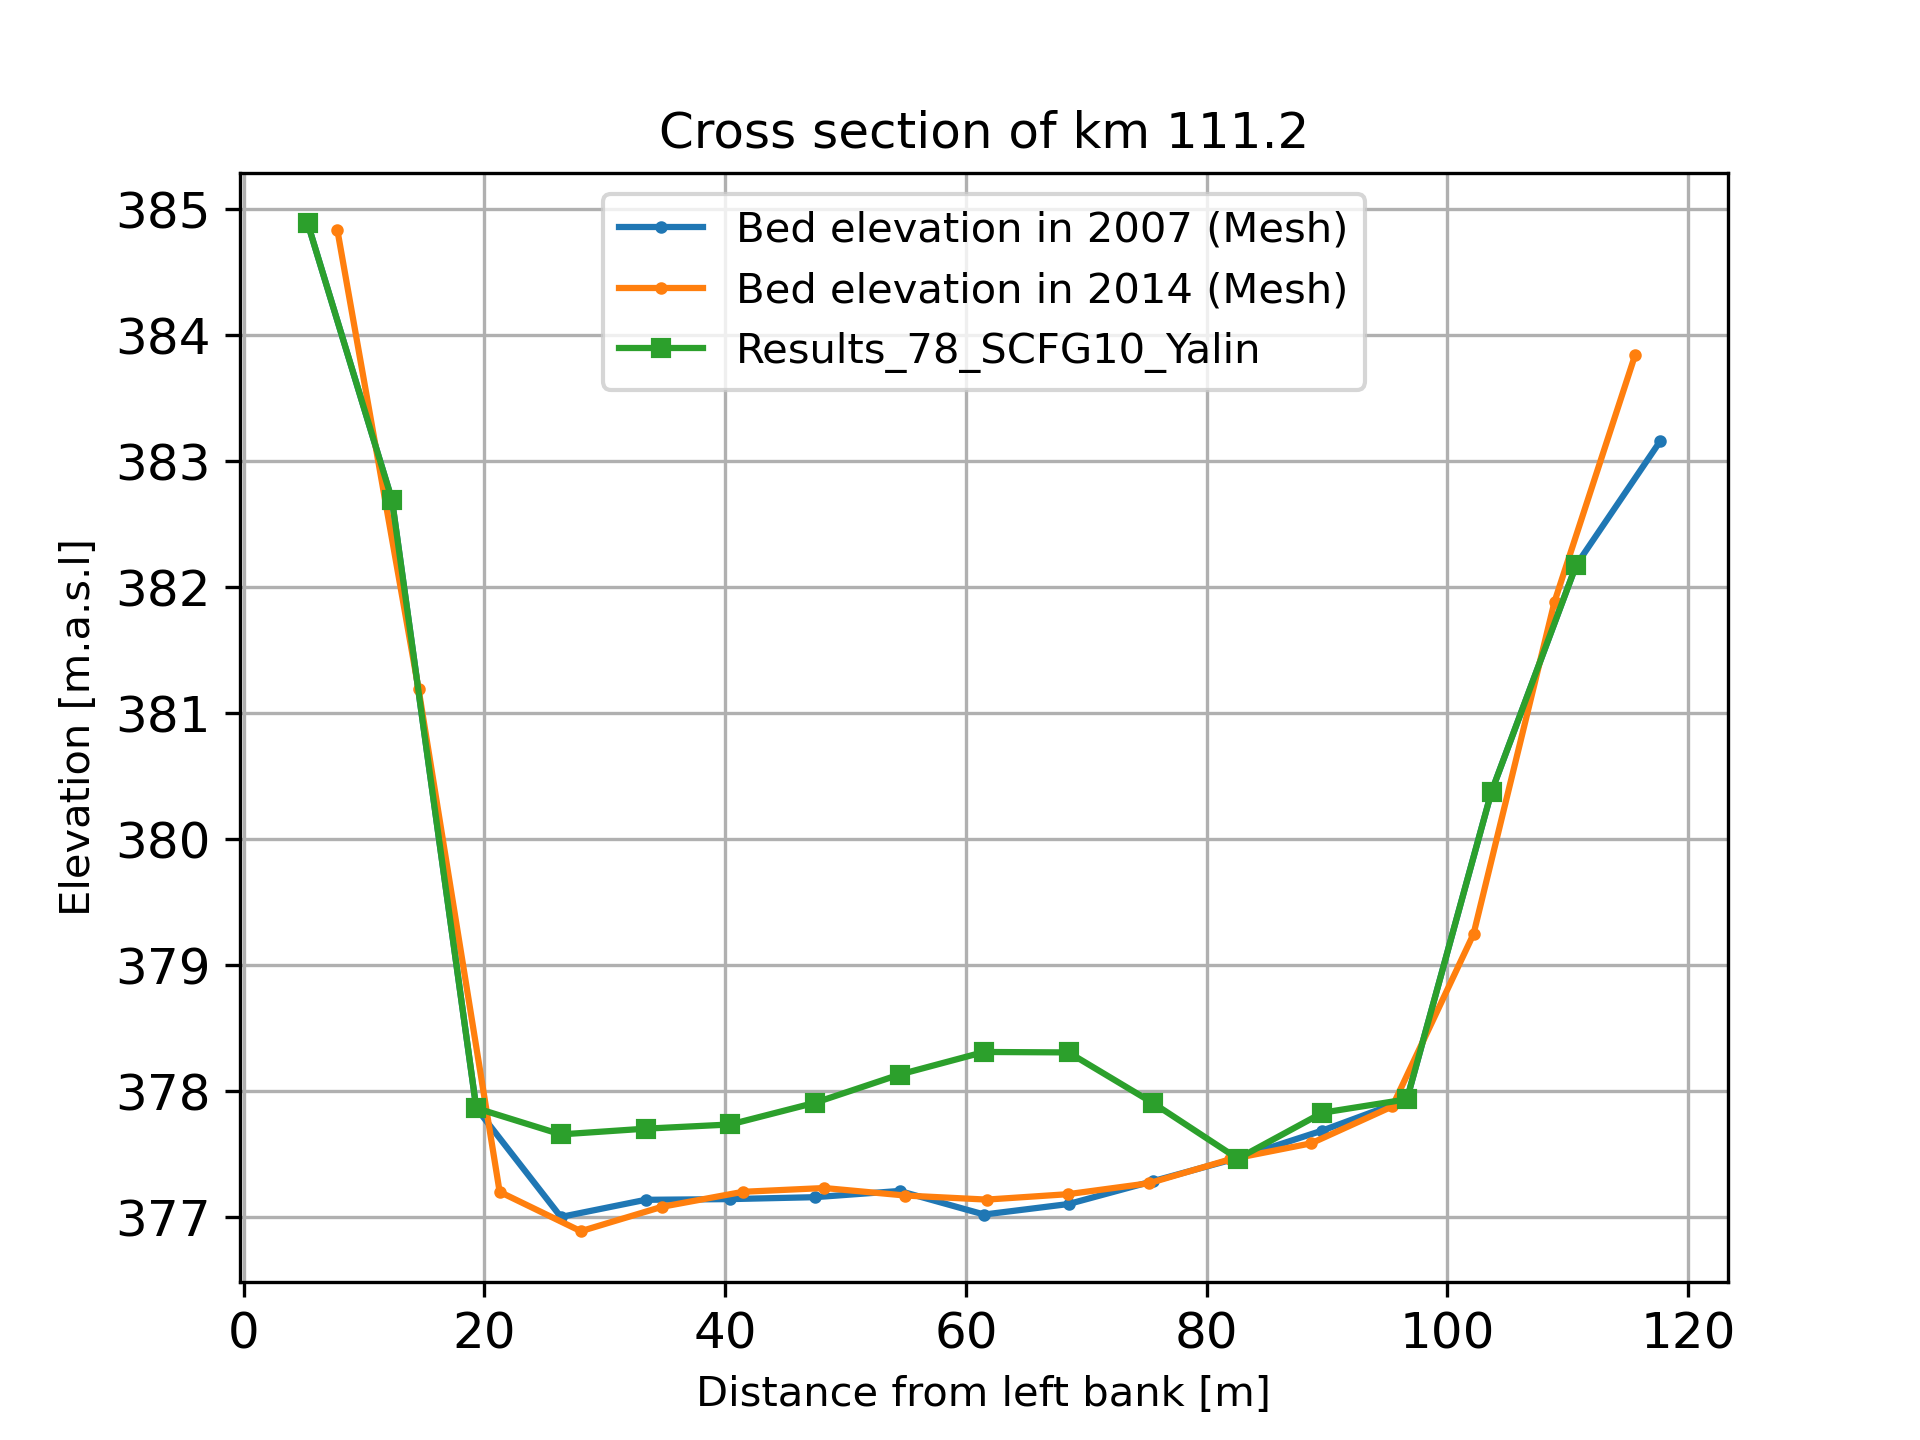 Cross section of km 111.2
Bed elevation in 2007 (Mesh)
Bed elevation in 2014 (Mesh)
Results_78_SCFG10_Yalin
Elevation [m.a.s.l]
385
384
383
382
381
380
379
378
377
0 20 40 60 80 100 120
Distance from left bank [m]